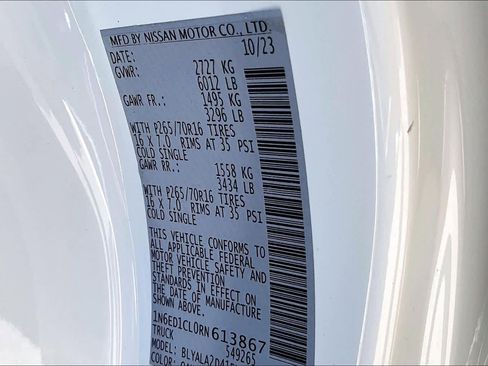 MFD BY NISSAN MOTOR CO., LTD.
DATE: 10/23
GVWR: 2727 KG
6012 LB
GAWR FR.: 1495 KG
3296 LB
WITH P265/70R16 TIRES
16 X 7.0 RIMS AT 35 PSI
COLD SINGLE
GAWR RR.: 1558 KG
3434 LB
WITH P265/70R16 TIRES
16 X 7.0 RIMS AT 35 PSI
COLD SINGLE
THIS VEHICLE CONFORMS TO
ALL APPLICABLE FEDERAL
MOTOR VEHICLE SAFETY AND
THEFT PREVENTION
STANDARDS IN EFFECT ON
THE DATE OF MANUFACTURE
SHOWN ABOVE.
1N6ED1CL0RN613867
TRUCK 549265
MODEL:
COLOR: